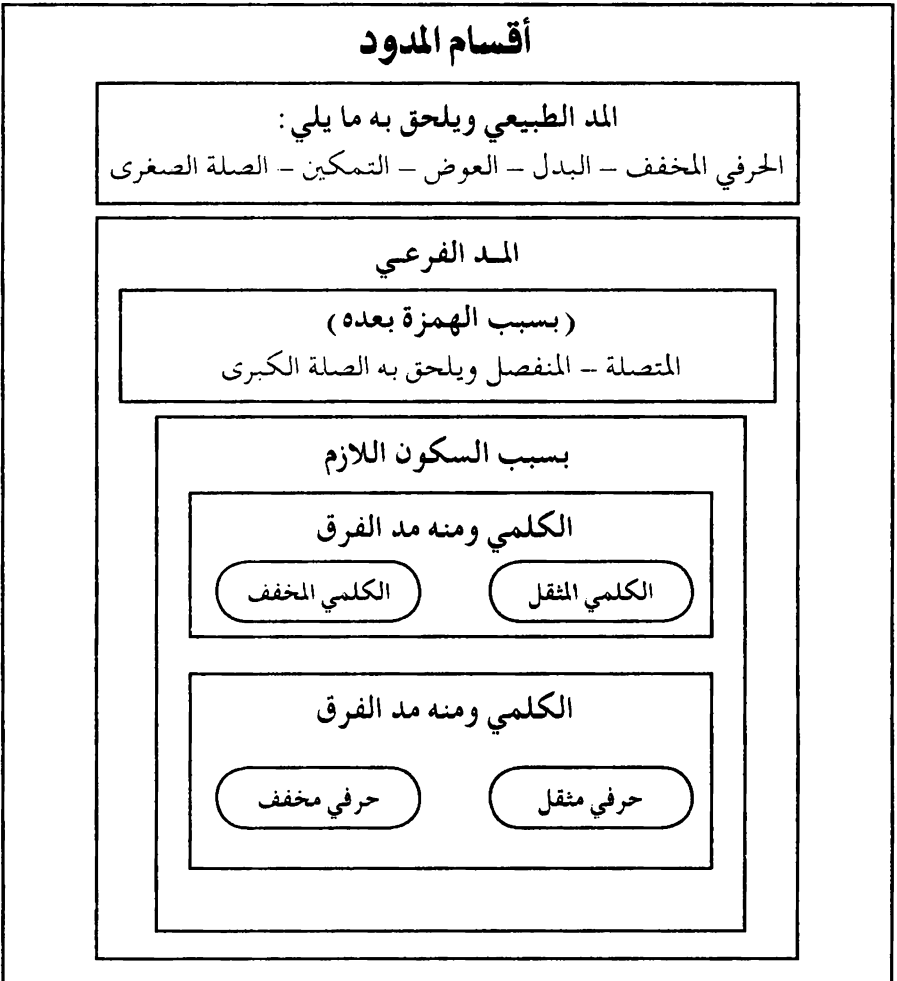 أقسام المدود
المد الطبيعي ويلحق به ما يلي :
الحرفي المخفف – البدل – العوض – التمكين – الصلة الصغرى
المـد الفرعـي
( بسبب الهمزة بعده )
المتصلة – المنفصل ويلحق به الصلة الكبرى
بسبب السكون اللازم
الكلمي ومنه مد الفرق
الكلمي المثقل
الكلمي المخفف
الكلمي ومنه مد الفرق
حرفي مثقل
حرفي مخفف